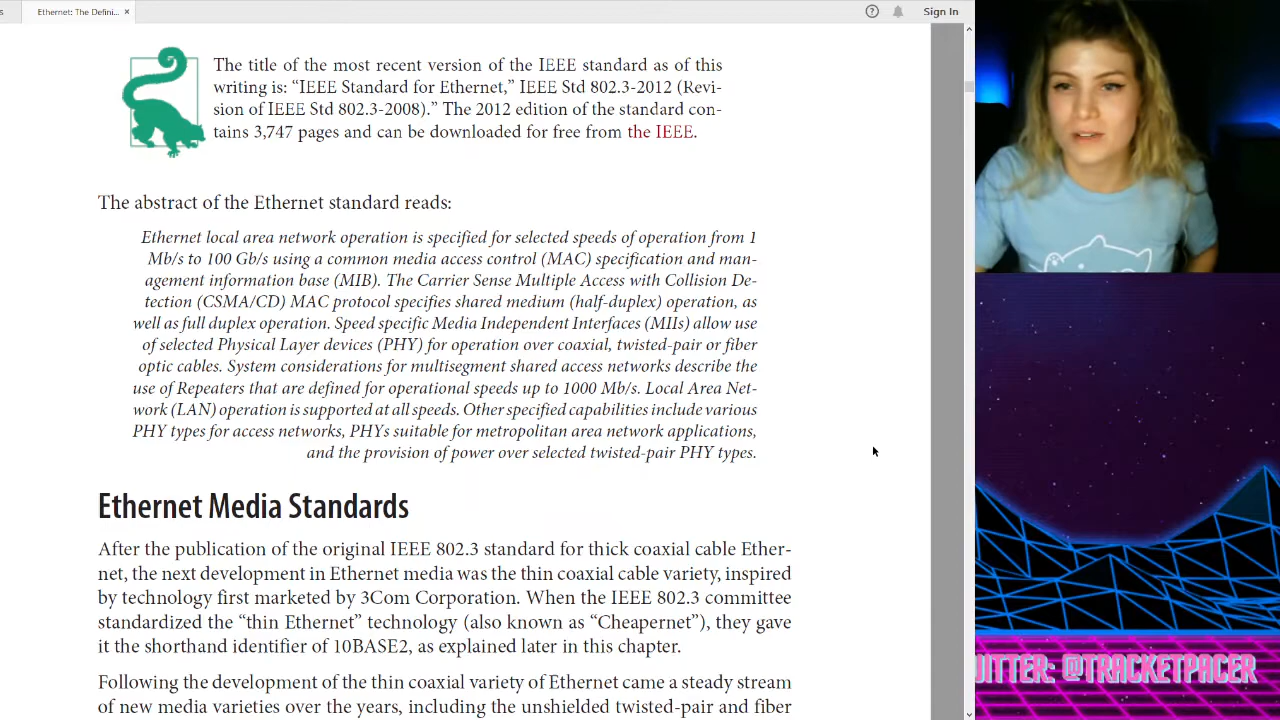 s
Ethernet: The Defini...
×
Sign In
The title of the most recent version of the IEEE standard as of this
writing is: “IEEE Standard for Ethernet,” IEEE Std 802.3-2012 (Revi-
sion of IEEE Std 802.3-2008).” The 2012 edition of the standard con-
tains 3,747 pages and can be downloaded for free from the IEEE.
The abstract of the Ethernet standard reads:
Ethernet local area network operation is specified for selected speeds of operation from 1
Mb/s to 100 Gb/s using a common media access control (MAC) specification and man-
agement information base (MIB). The Carrier Sense Multiple Access with Collision De-
tection (CSMA/CD) MAC protocol specifies shared medium (half-duplex) operation, as
well as full duplex operation. Speed specific Media Independent Interfaces (MIIs) allow use
of selected Physical Layer devices (PHY) for operation over coaxial, twisted-pair or fiber
optic cables. System considerations for multisegment shared access networks describe the
use of Repeaters that are defined for operational speeds up to 1000 Mb/s. Local Area Net-
work (LAN) operation is supported at all speeds. Other specified capabilities include various
PHY types for access networks, PHYs suitable for metropolitan area network applications,
and the provision of power over selected twisted-pair PHY types.
Ethernet Media Standards
After the publication of the original IEEE 802.3 standard for thick coaxial cable Ether-
net, the next development in Ethernet media was the thin coaxial cable variety, inspired
by technology first marketed by 3Com Corporation. When the IEEE 802.3 committee
standardized the “thin Ethernet” technology (also known as “Cheapernet”), they gave
it the shorthand identifier of 10BASE2, as explained later in this chapter.
Following the development of the thin coaxial variety of Ethernet came a steady stream
of new media varieties over the years, including the unshielded twisted-pair and fiber
WITTER: @TRACKETPACER